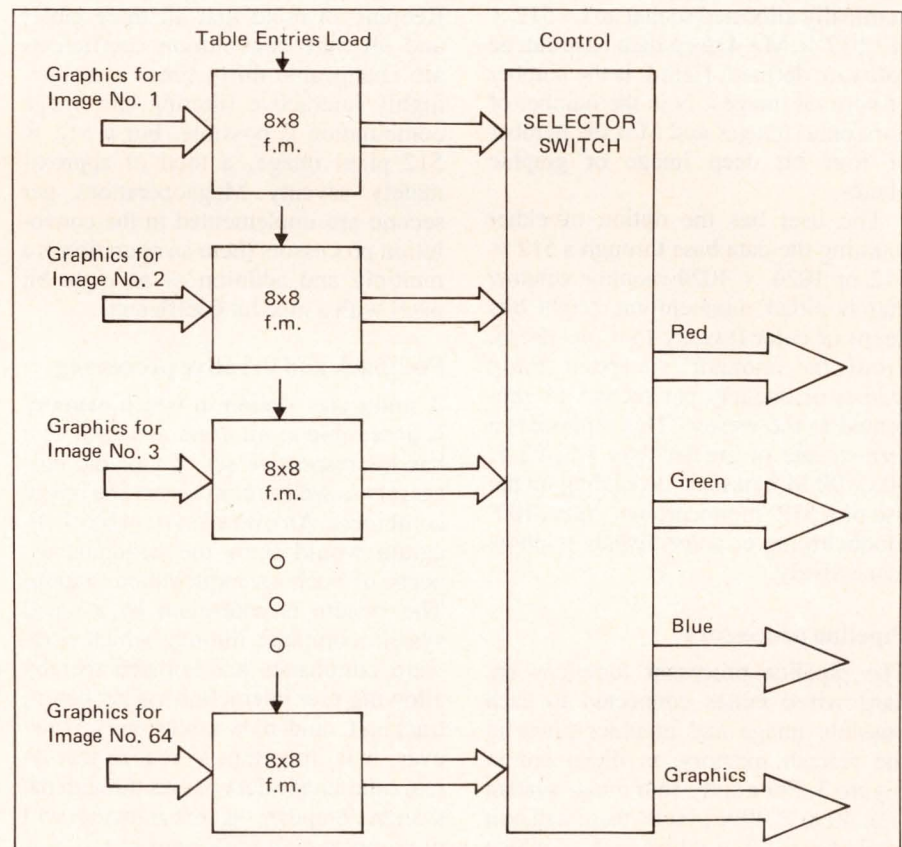 Table Entries Load
Control
Graphics for
Image No. 1
8x8
f.m.
SELECTOR
SWITCH
Graphics for
Image No. 2
8x8
f.m.
Red
Graphics for
Image No. 3
8x8
f.m.
Green
Blue
Graphics for
Image No. 64
8x8
f.m.
Graphics